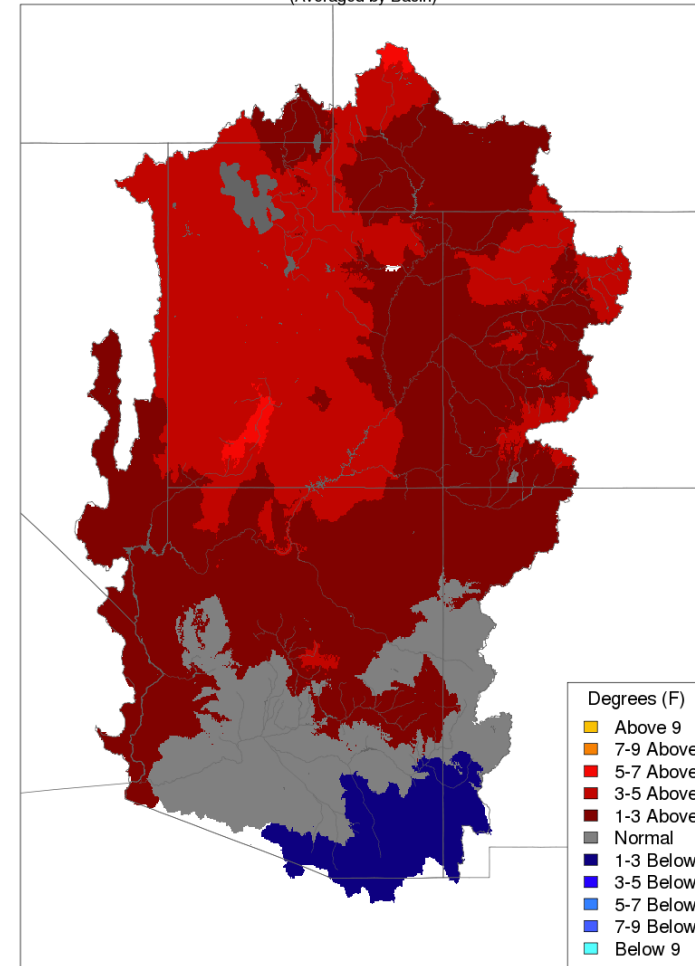 (Averaged by Basin)
Degrees (F)
Above 9
7-9 Above
5-7 Above
3-5 Above
1-3 Above
Normal
1-3 Below
3-5 Below
5-7 Below
7-9 Below
Below 9